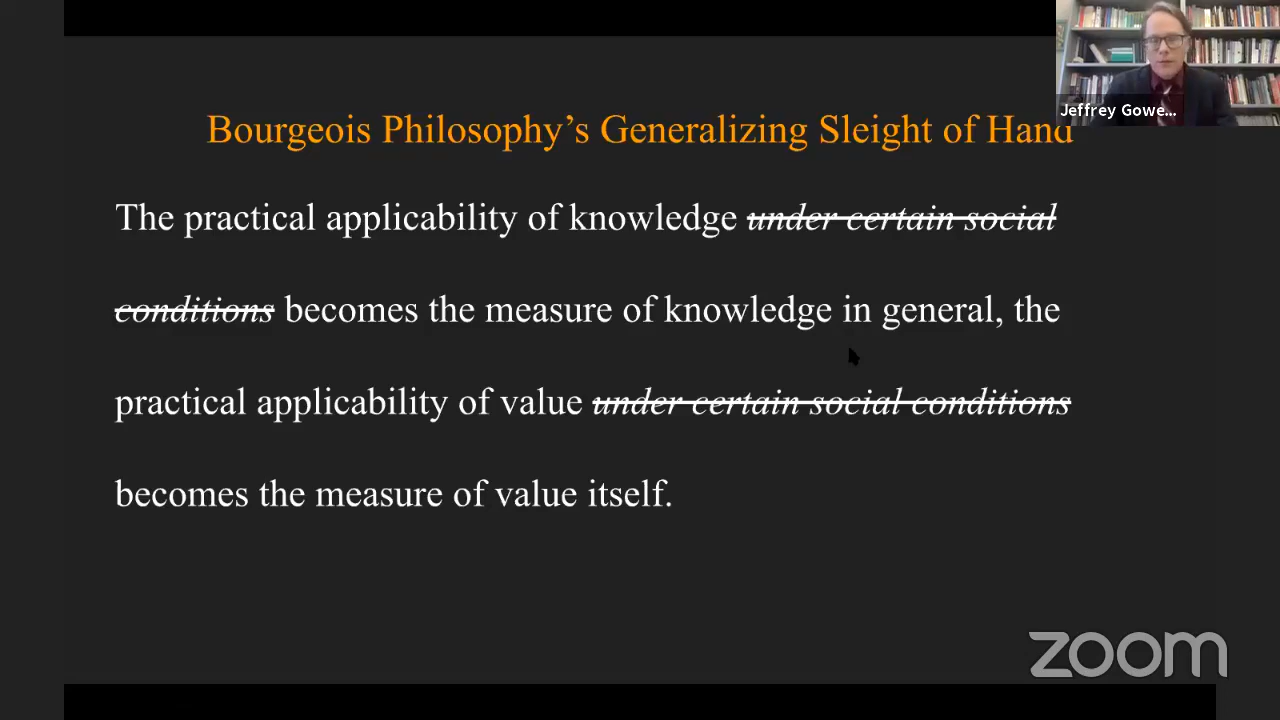 Jeffrey Gowe...
Bourgeois Philosophy’s Generalizing Sleight of Hand
The practical applicability of knowledge under certain social
conditions becomes the measure of knowledge in general, the
practical applicability of value under certain social conditions
becomes the measure of value itself.
zoom